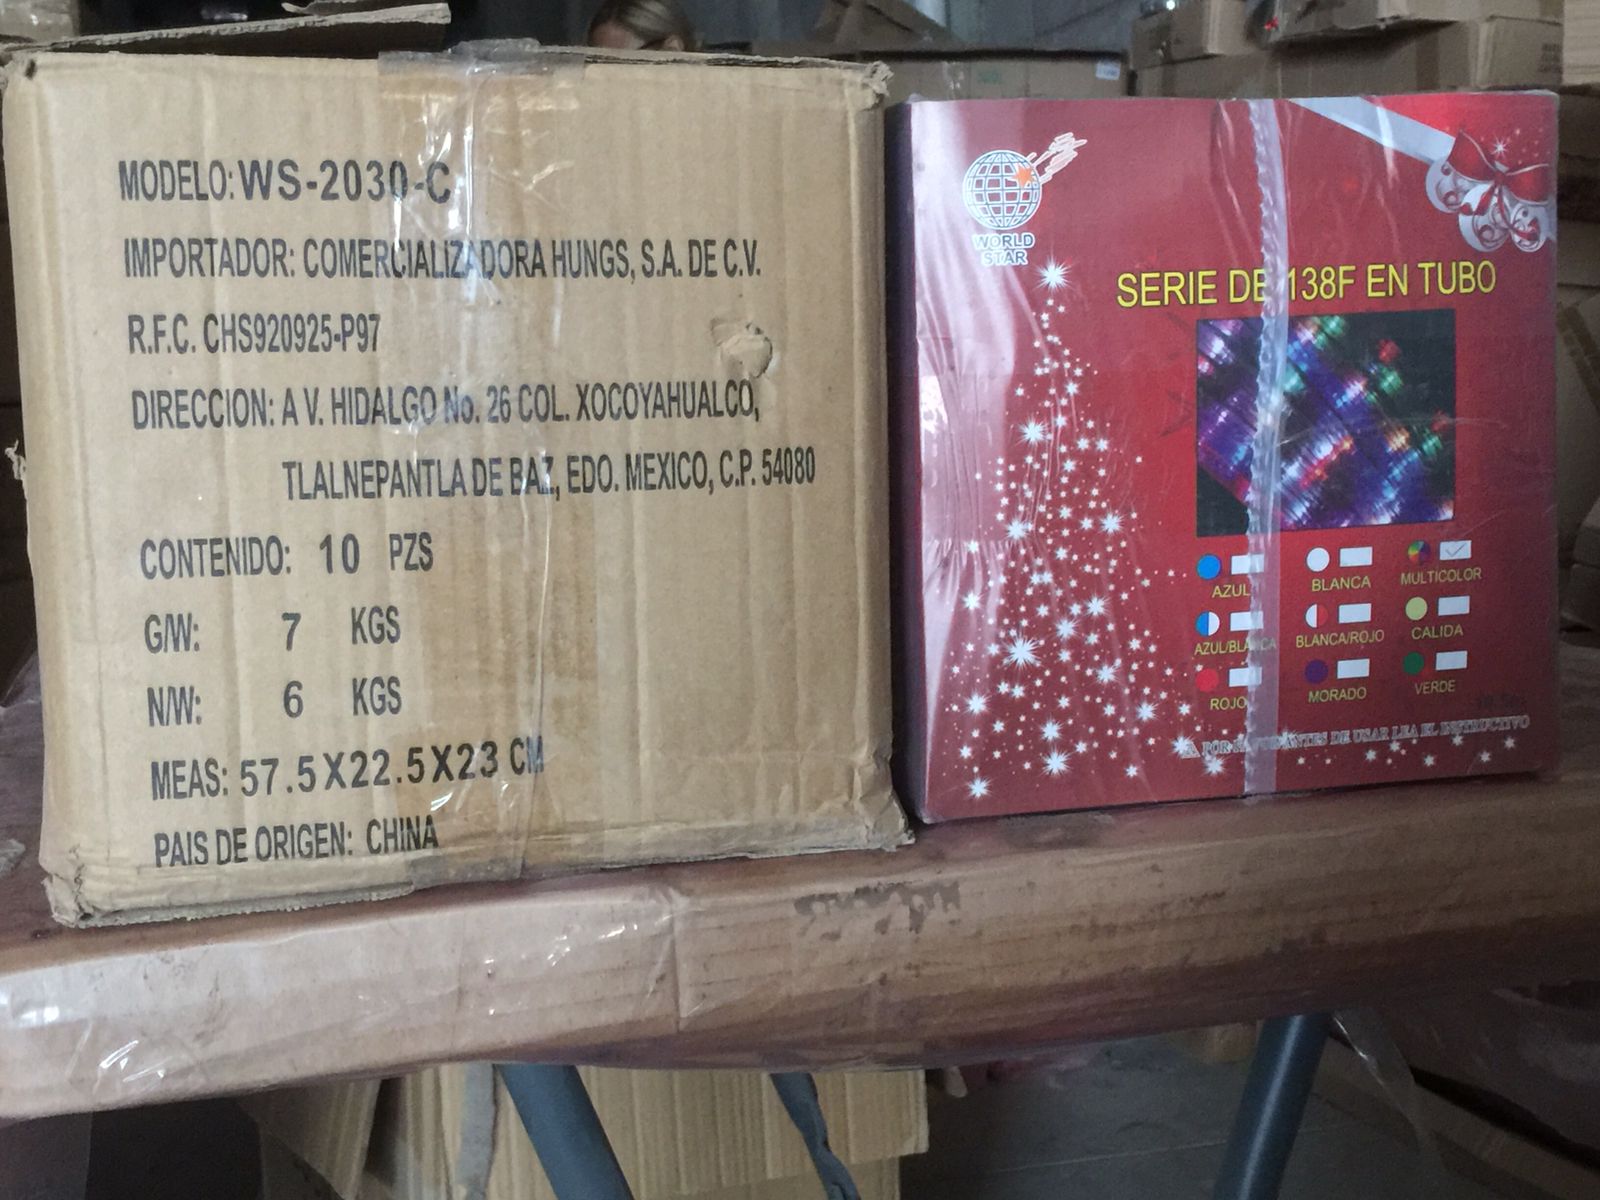 MODELO: WS-2030-C
IMPORTADOR: COMERCIALIZADORA HUNGS, S.A. DE C.V.
R.F.C. CHS920925-P97
DIRECCION: A V. HIDALGO No. 26 COL. XOCOYAHUALCO,
TLALNEPANTLA DE BAZ, EDO. MEXICO, C.P. 54080
CONTENIDO: 10 PZS
G/W: 7 KGS
N/W: 6 KGS
MEAS: 57.5X22.5X23 CM
PAIS DE ORIGEN: CHINA
WORLD
STAR
SERIE DE 138F EN TUBO
AZUL BLANCA MULTICOLOR
AZUL/BLANCA BLANCA/ROJO CALIDA
ROJO MORADO VERDE
POR ANTES DE USAR LEA EL INSTRUCTIVO